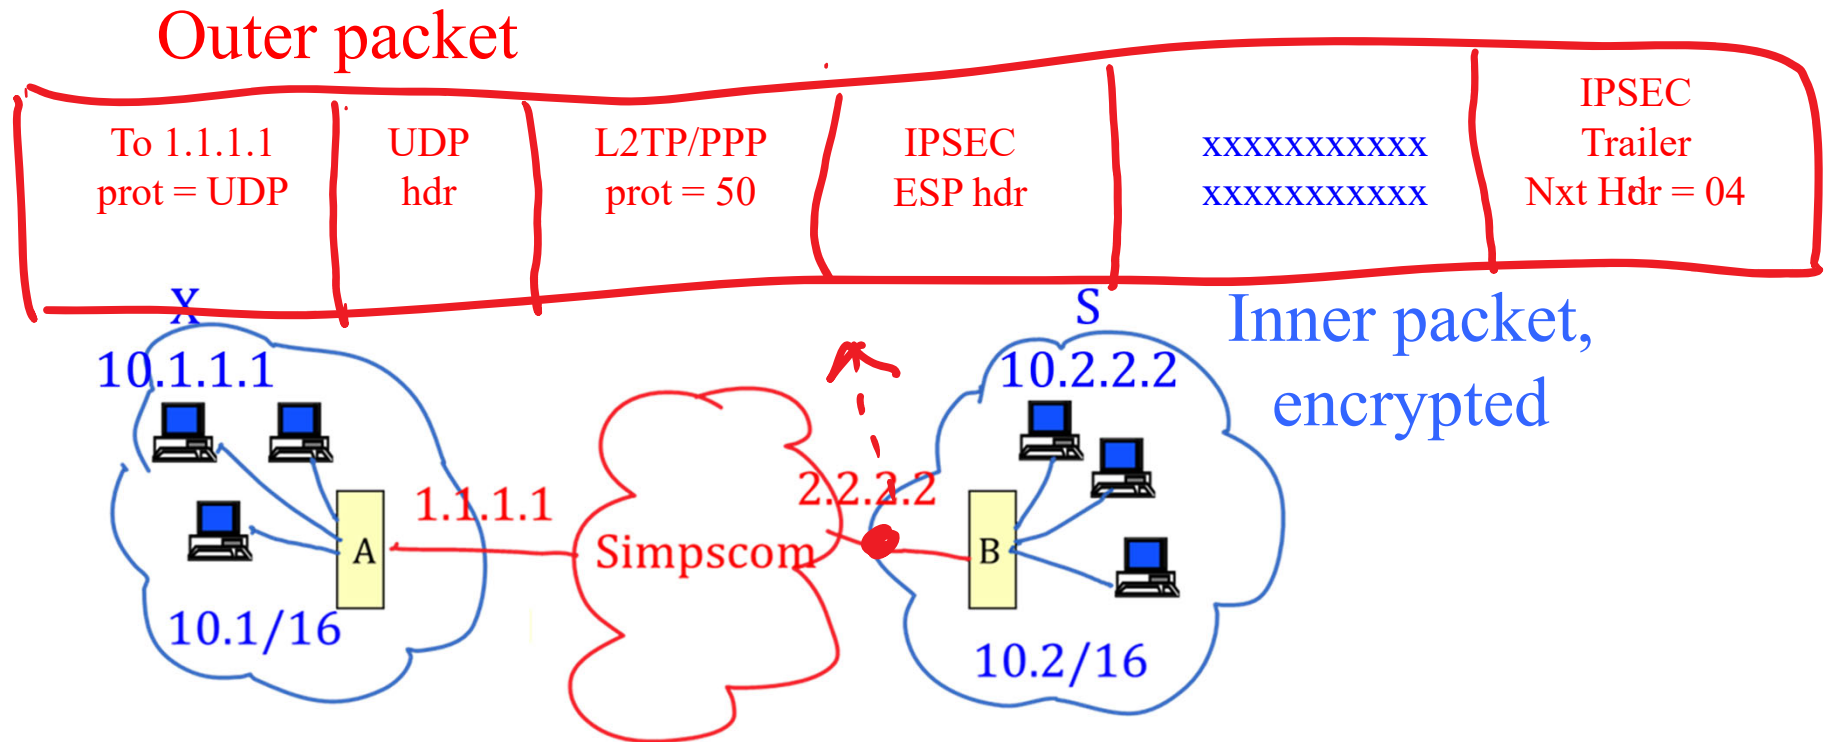 Outer packet
To 1.1.1.1
prot = UDP
UDP
hdr
L2TP/PPP
prot = 50
IPSEC
ESP hdr
xxxxxxxxxxx
xxxxxxxxxxx
IPSEC
Trailer
Nxt Hdr = 04
X
10.1.1.1
S
10.2.2.2
Inner packet,
encrypted
1.1.1.1
2.2.2.2
A
Simpscom
B
10.1/16
10.2/16